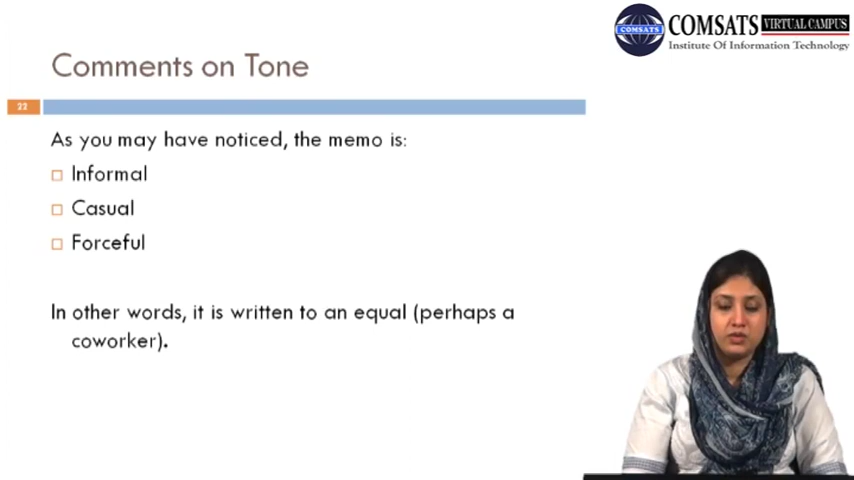 COMSATS VIRTUAL CAMPUS
COMSATS
Institute Of Information Technology
Comments on Tone
22
As you may have noticed, the memo is:
Informal
Casual
Forceful
In other words, it is written to an equal (perhaps a
coworker).